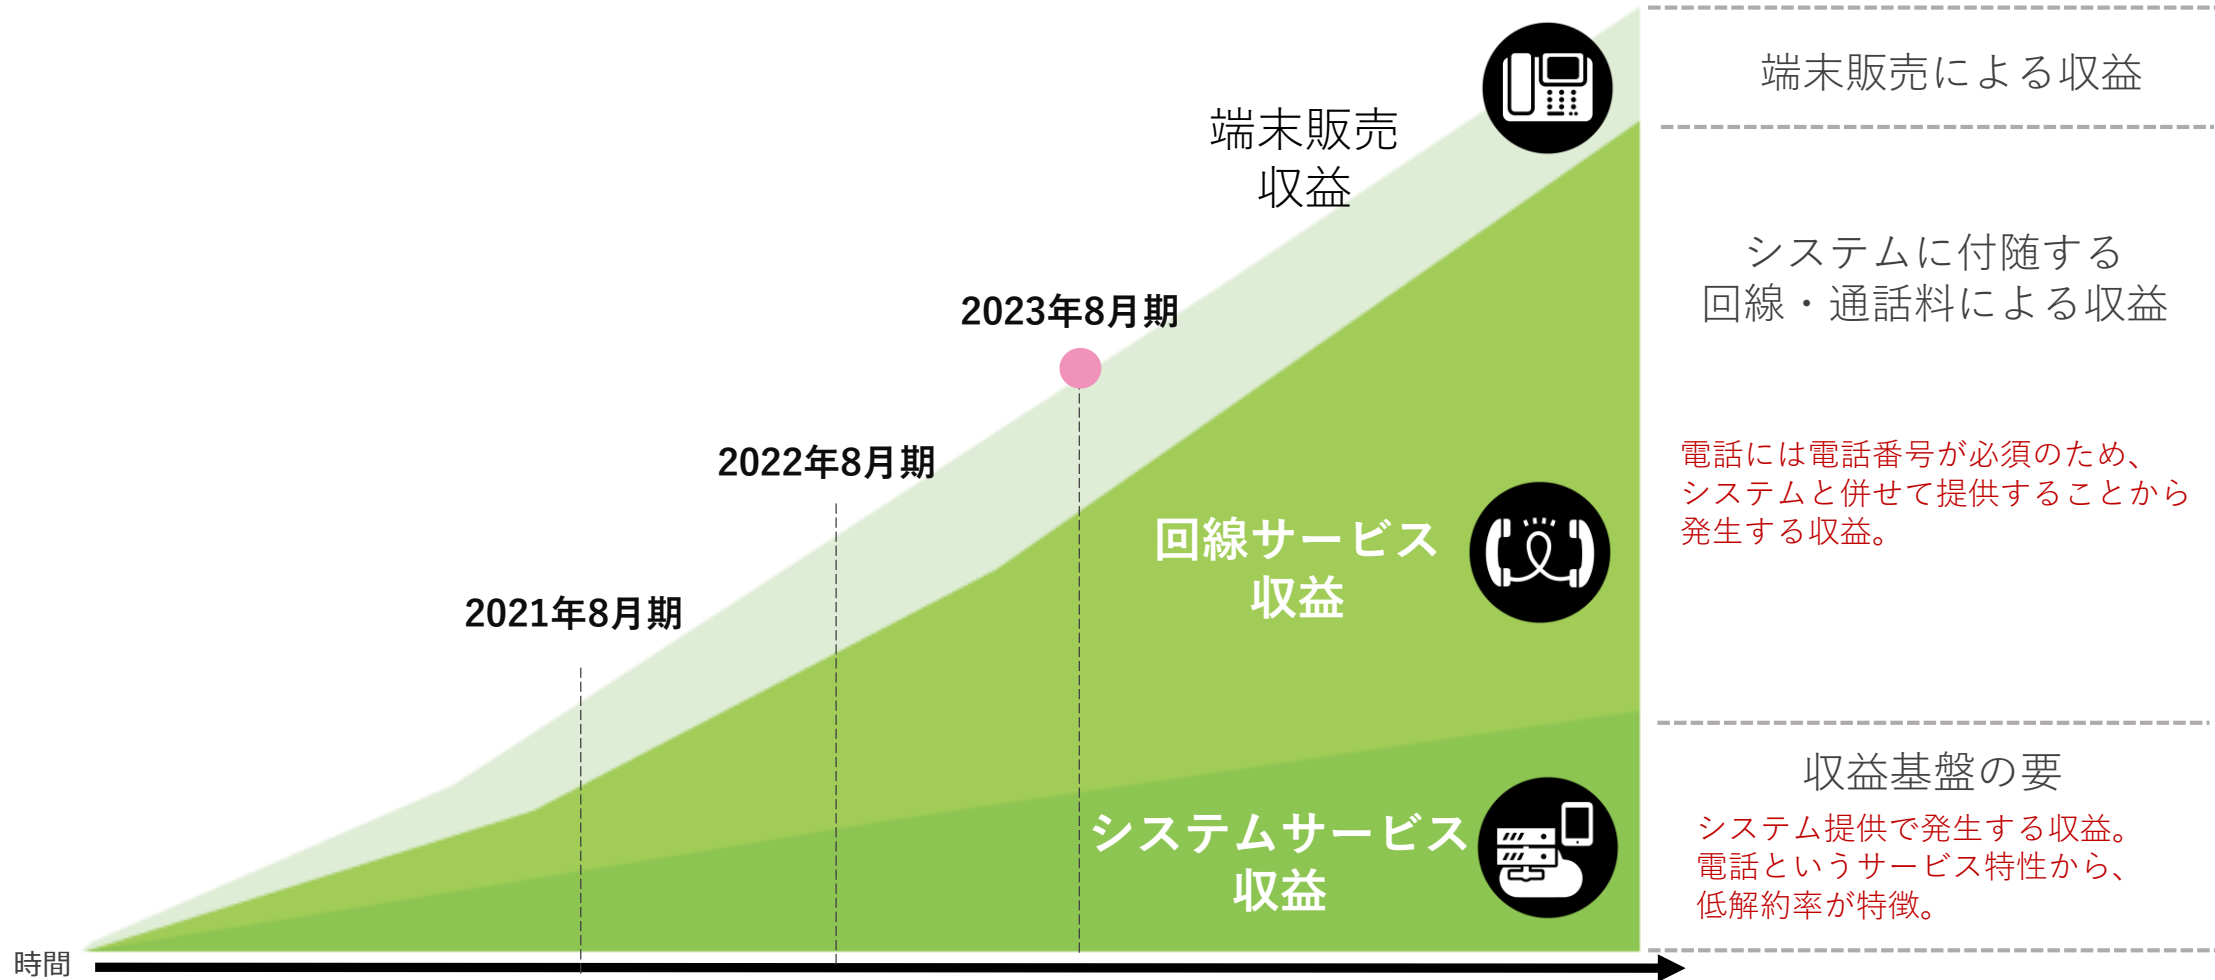 端末販売による収益
端末販売
収益
システムに付随する
回線・通話料による収益
2023年8月期
電話には電話番号が必須のため、
システムと併せて提供することから
発生する収益。
2022年8月期
回線サービス
収益
2021年8月期
収益基盤の要
システム提供で発生する収益。
電話というサービス特性から、
低解約率が特徴。
システムサービス
収益
時間